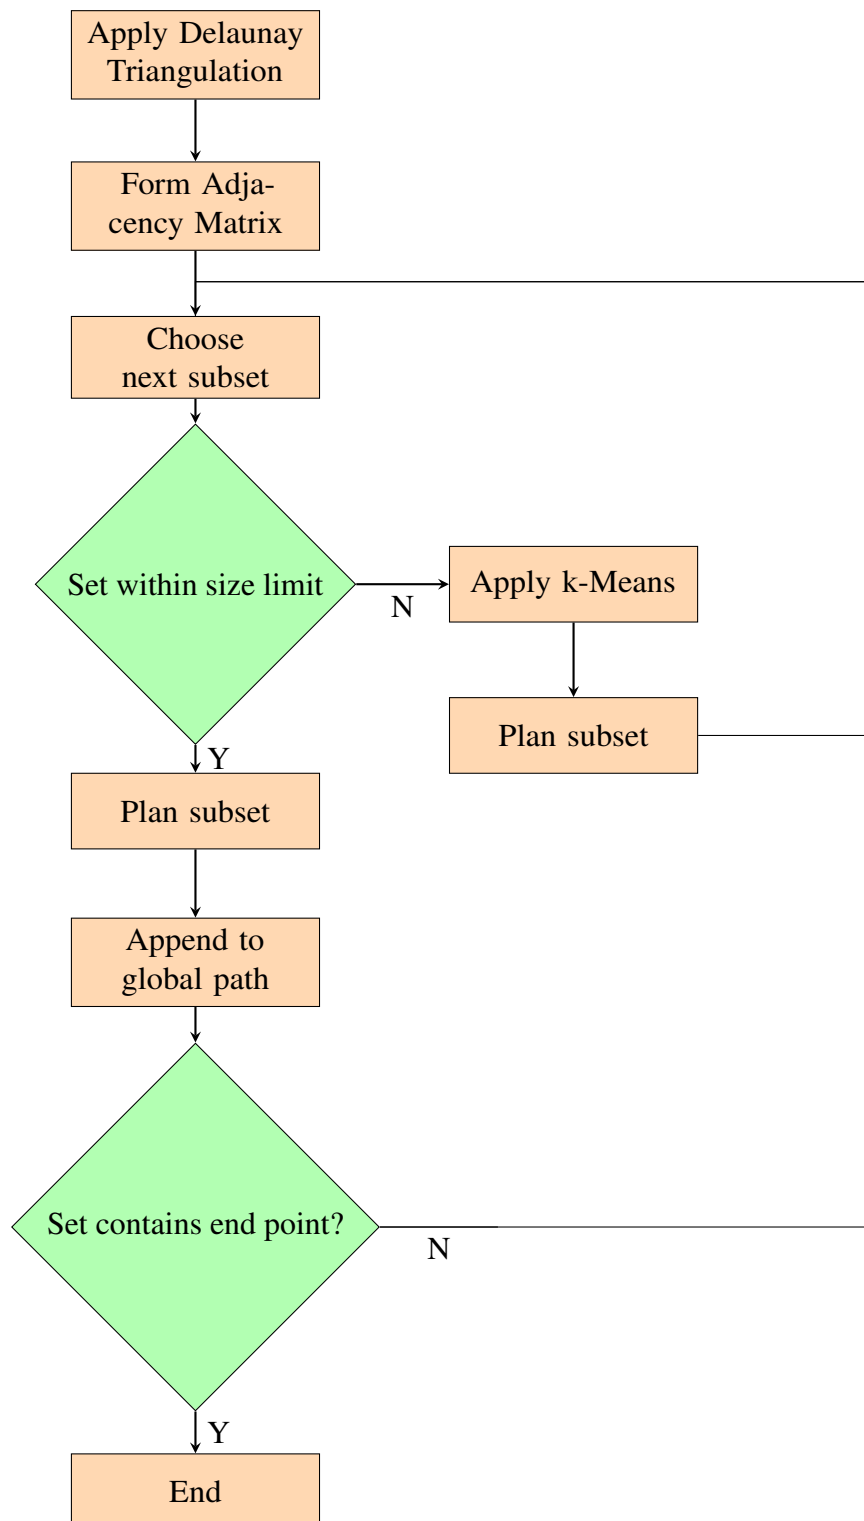 Apply Delaunay
Triangulation
Form Adja-
cency Matrix
Choose
next subset
Set within size limit
N
Apply k-Means
Plan subset
Y
Plan subset
Append to
global path
Set contains end point?
N
Y
End